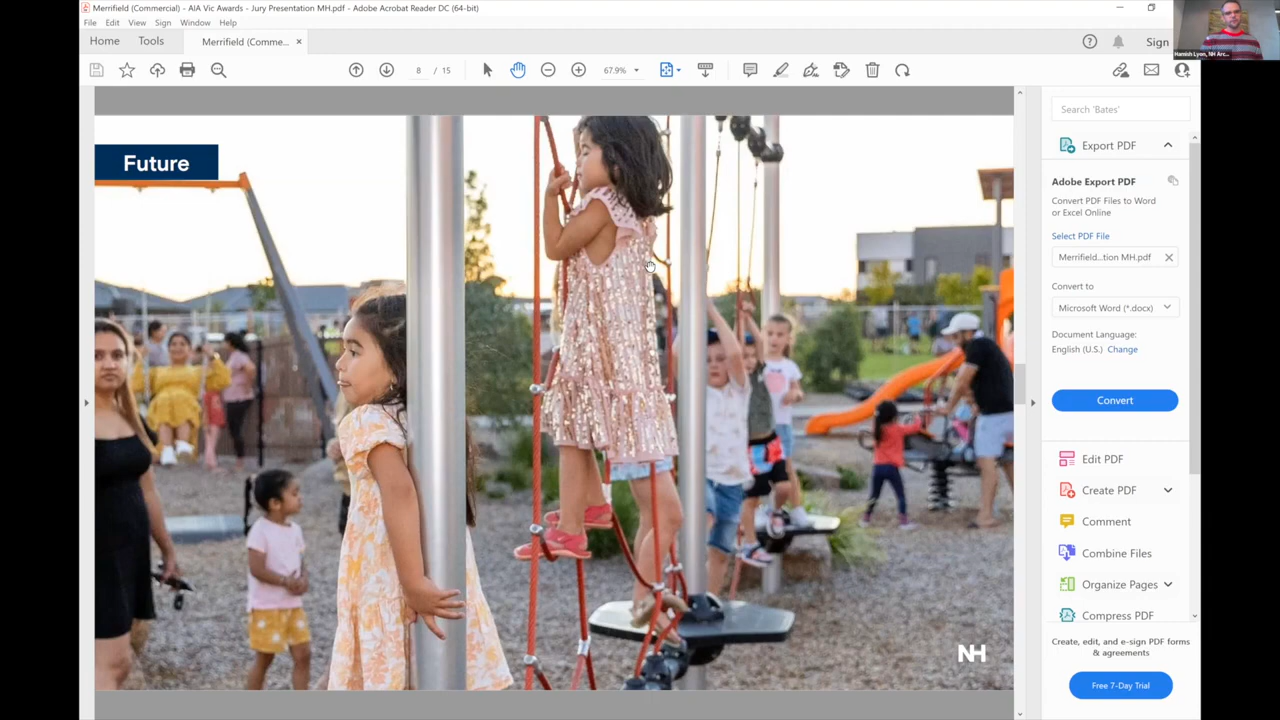 Merrifield (Commercial) - AIA Vic Awards - Jury Presentation MH.pdf - Adobe Acrobat Reader DC (64-bit)
File Edit View Sign Window Help
Home Tools Merrifield (Comme... Sign
8 / 15 67.9%
Hamish Lyon, NH Arc...
Future
NH
Search 'Bates'
Export PDF
Adobe Export PDF
Convert PDF Files to Word
or Excel Online
Select PDF File
Merrifield...tion MH.pdf
Convert to
Microsoft Word (*.docx)
Document Language:
English (U.S.) Change
Convert
Edit PDF
Create PDF
Comment
Combine Files
Organize Pages
Compress PDF
Create, edit, and e-sign PDF forms
& agreements
Free 7-Day Trial